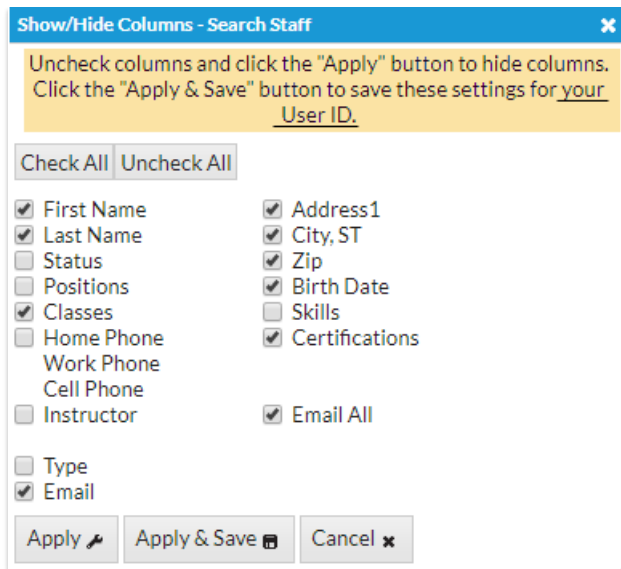 Show/Hide Columns - Search Staff
Uncheck columns and click the "Apply" button to hide columns.
Click the "Apply & Save" button to save these settings for your
User ID.
Check All Uncheck All
First Name
Last Name
Status
Positions
Classes
Home Phone
Work Phone
Cell Phone
Instructor
Type
Email
Address1
City, ST
Zip
Birth Date
Skills
Certifications
Email All
Apply Apply & Save Cancel